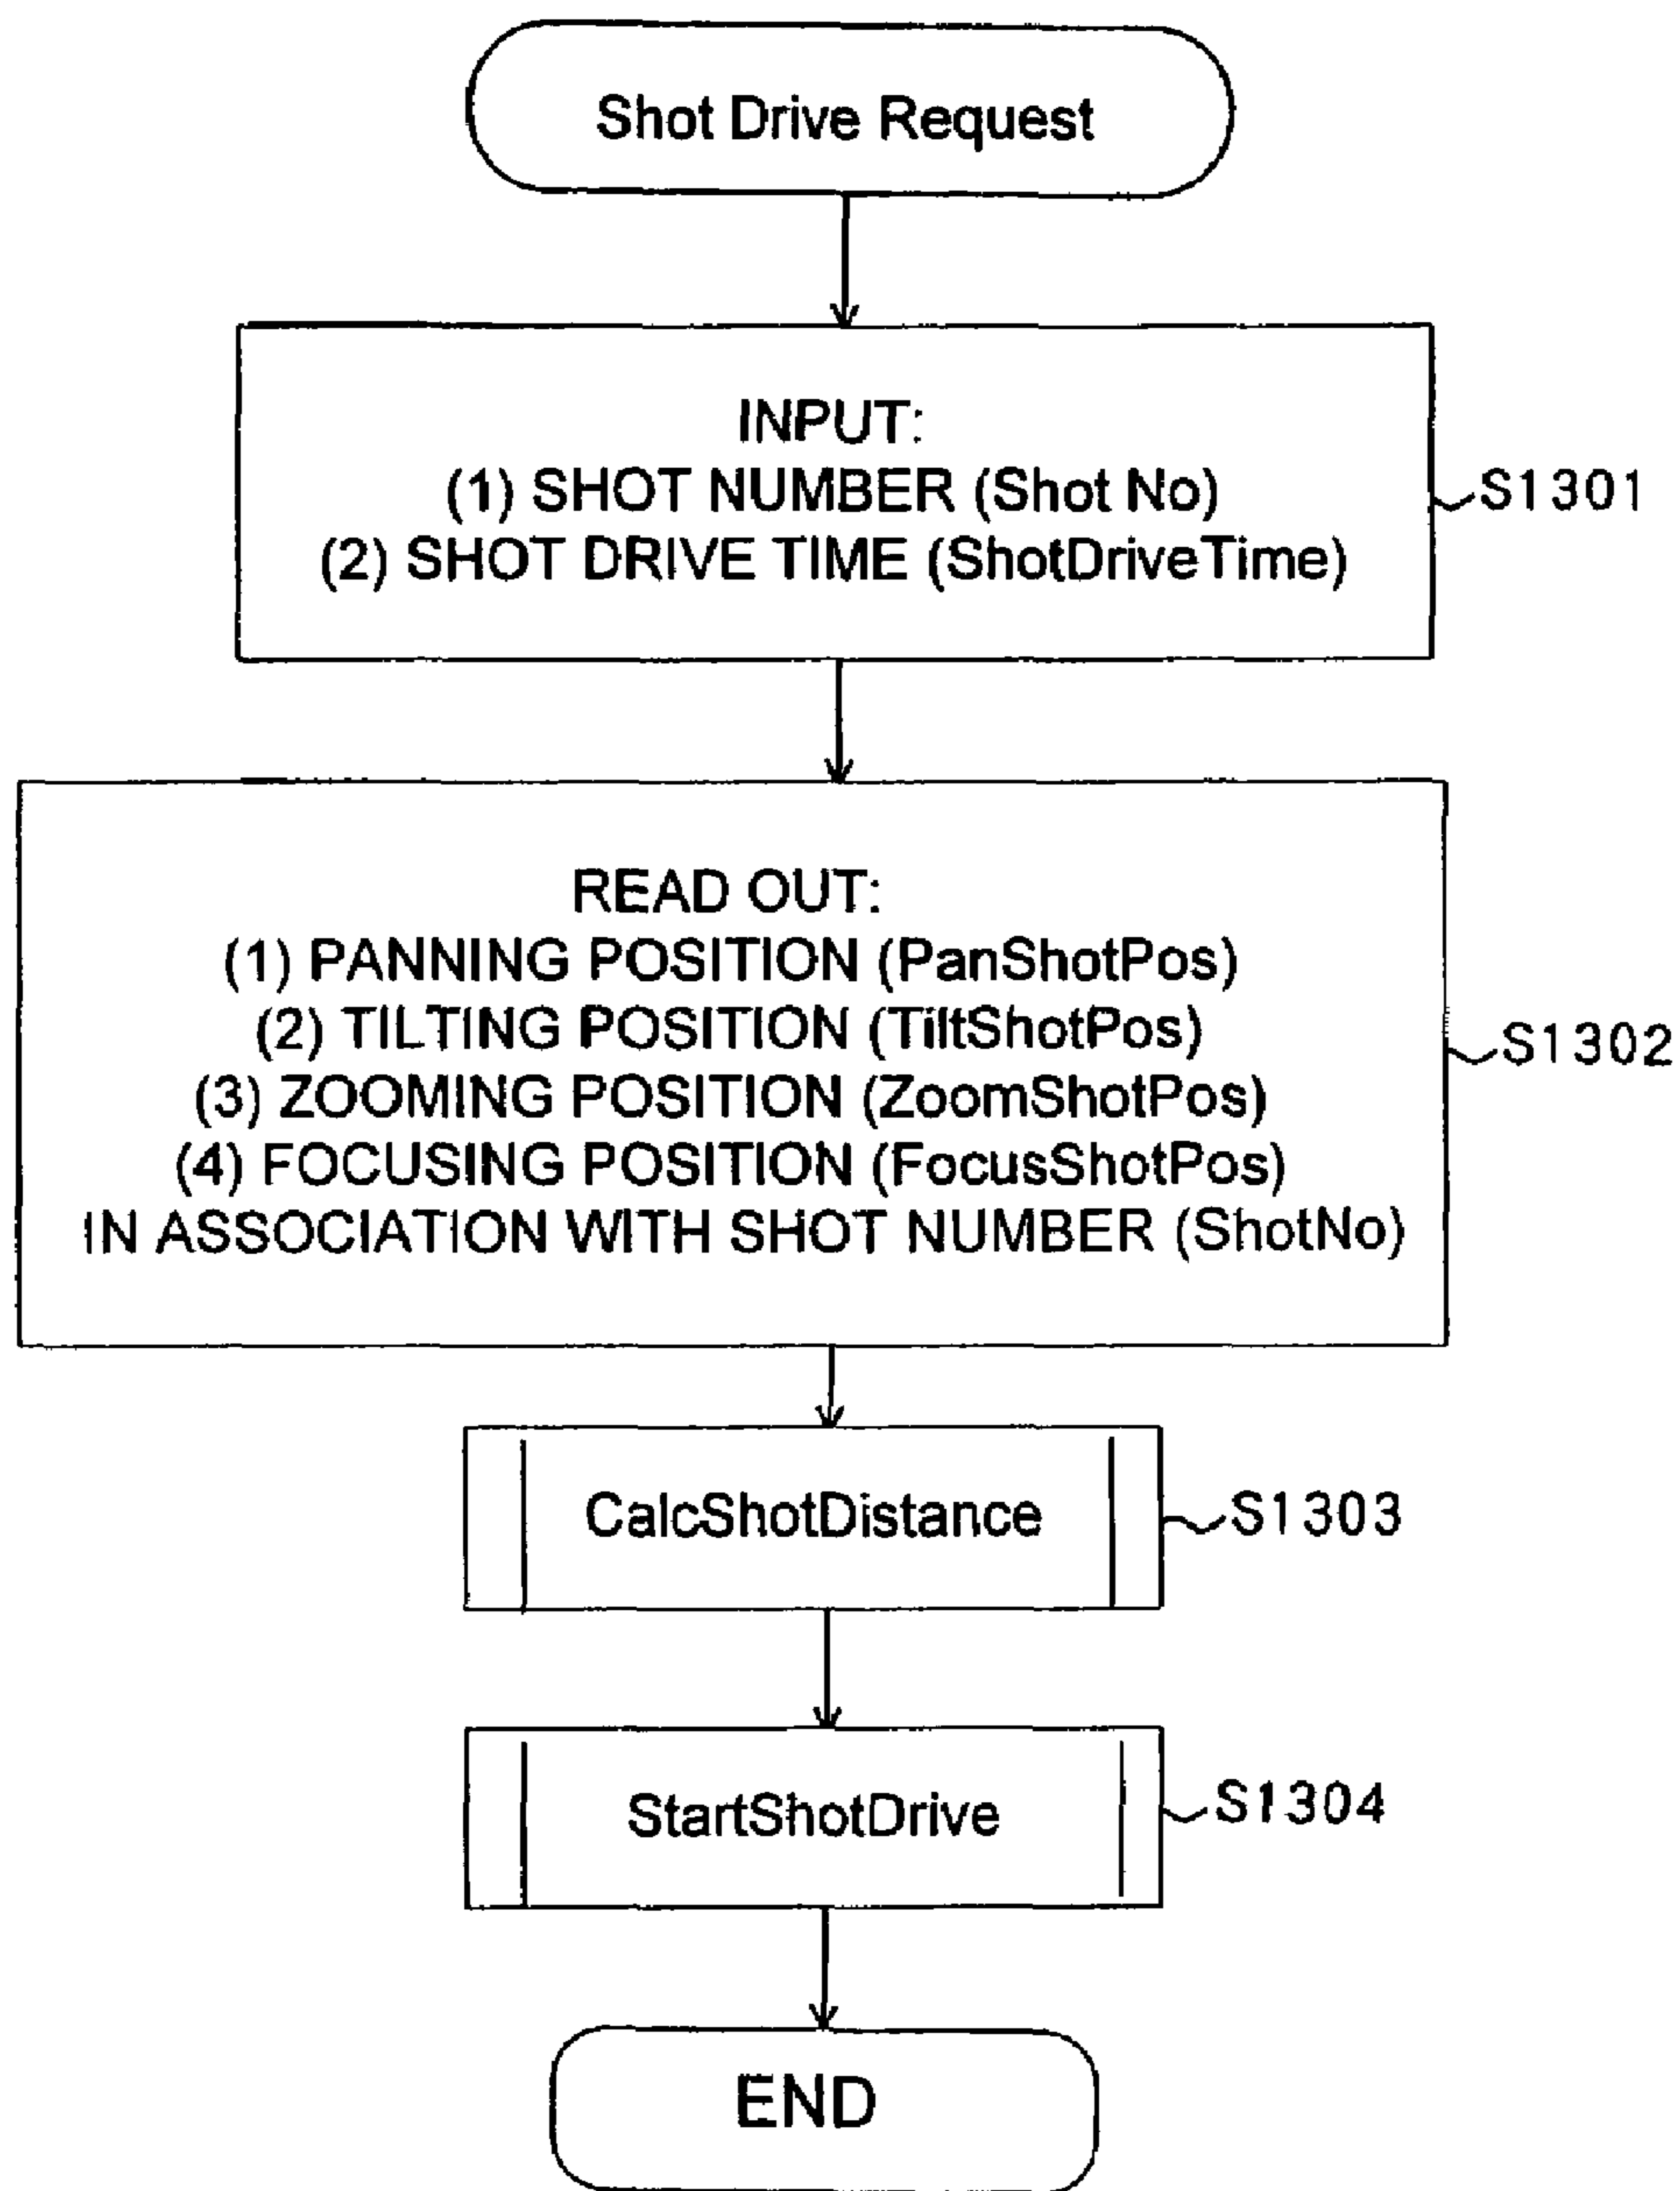 Shot Drive Request
INPUT:
(1) SHOT NUMBER (Shot No)
(2) SHOT DRIVE TIME (ShotDriveTime)
S1301
READ OUT:
(1) PANNING POSITION (PanShotPos)
(2) TILTING POSITION (TiltShotPos)
(3) ZOOMING POSITION (ZoomShotPos)
(4) FOCUSING POSITION (FocusShotPos)
IN ASSOCIATION WITH SHOT NUMBER (ShotNo)
S1302
CalcShotDistance
S1303
StartShotDrive
S1304
END